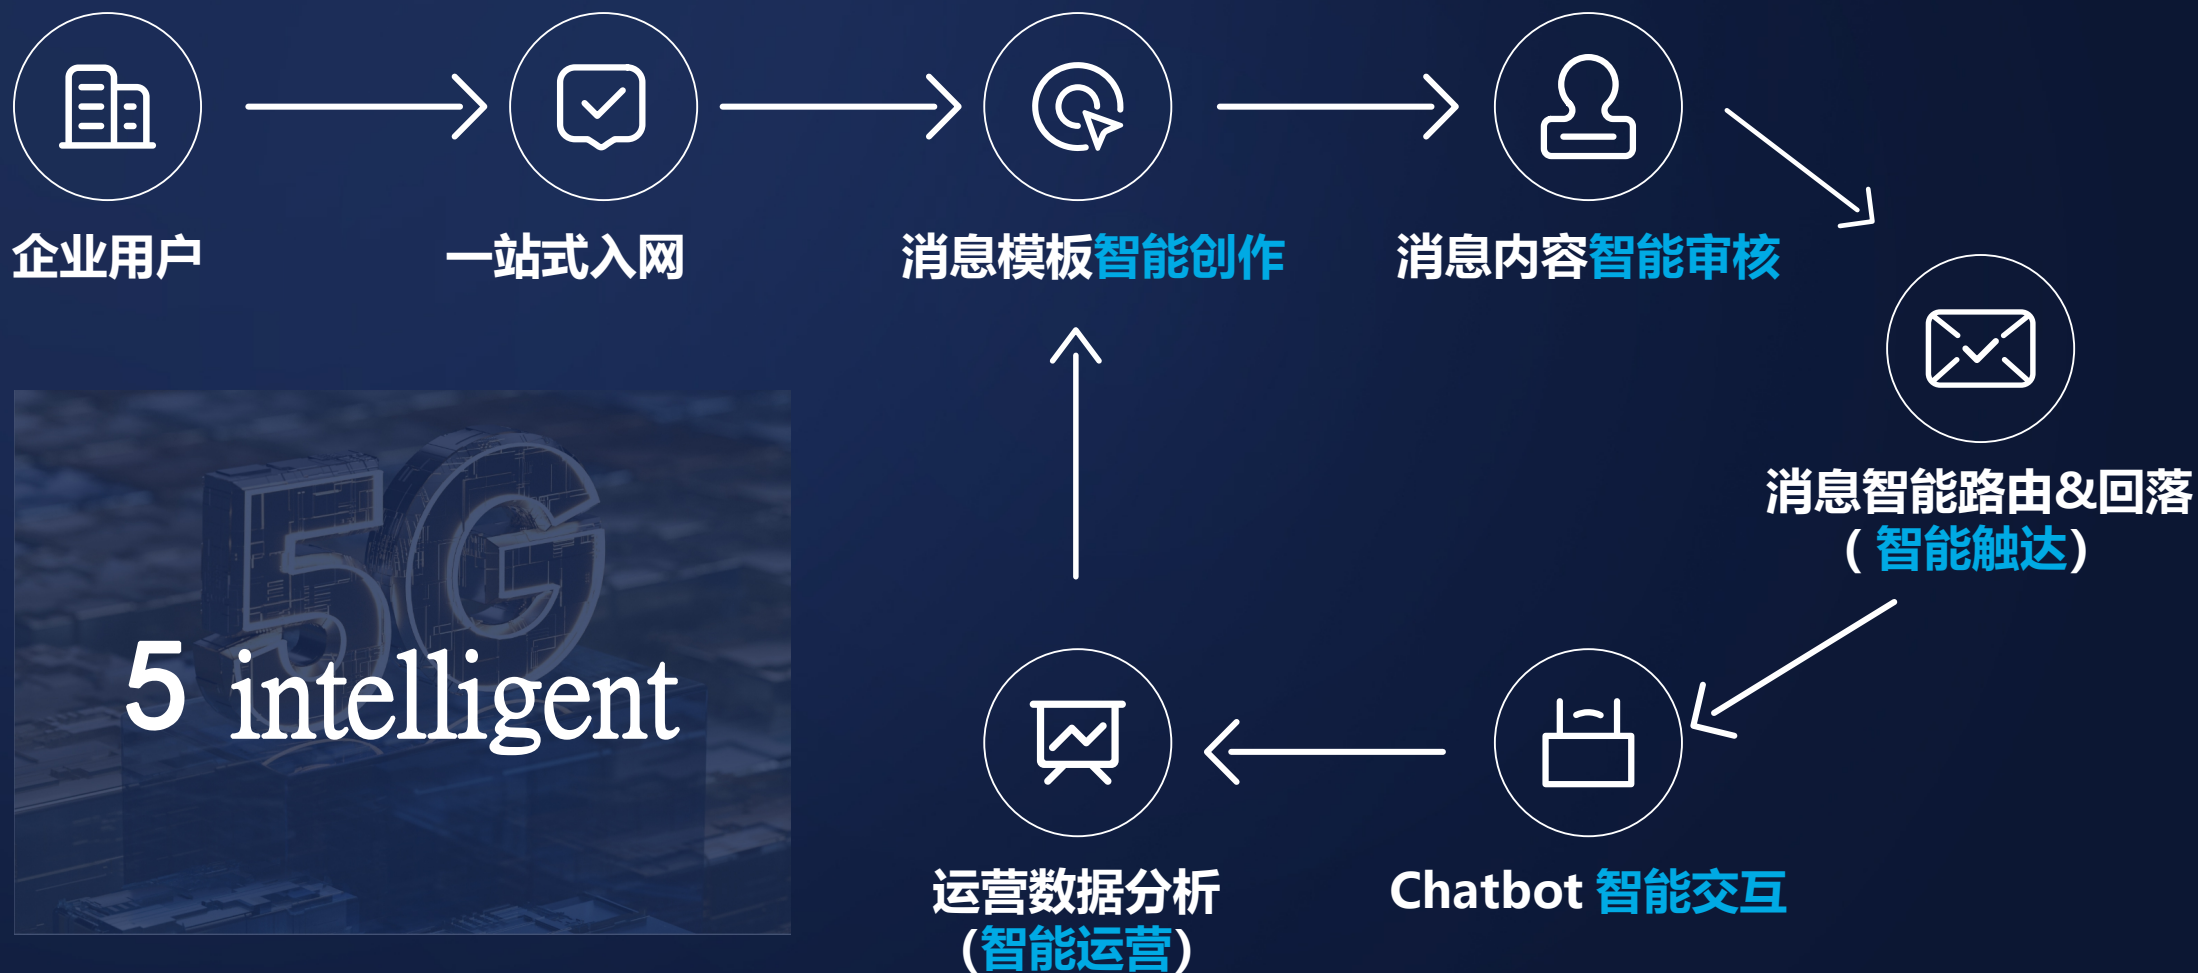 企业用户
一站式入网
消息模板智能创作
消息内容智能审核
消息智能路由&回落
（智能触达）
5G
5 intelligent
Chatbot 智能交互
运营数据分析
（智能运营）